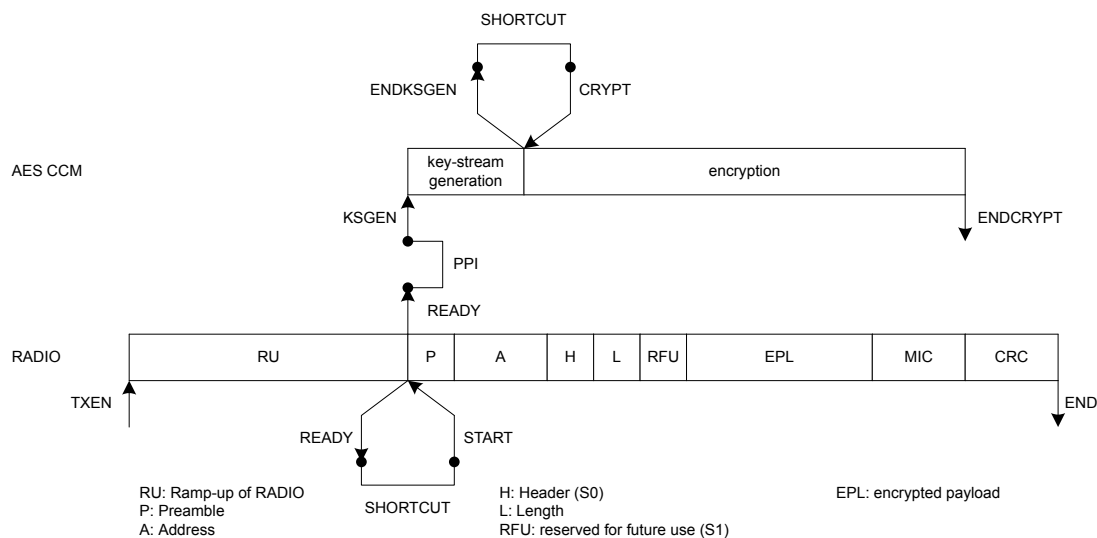 SHORTCUT
ENDKSGEN
CRYPT
AES CCM
key-stream
generation
encryption
KSGEN
ENDCRYPT
PPI
READY
RADIO
RU
P
A
H
L
RFU
EPL
MIC
CRC
TXEN
END
READY
START
SHORTCUT
RU: Ramp-up of RADIO
P: Preamble
A: Address
H: Header (S0)
L: Length
RFU: reserved for future use (S1)
EPL: encrypted payload